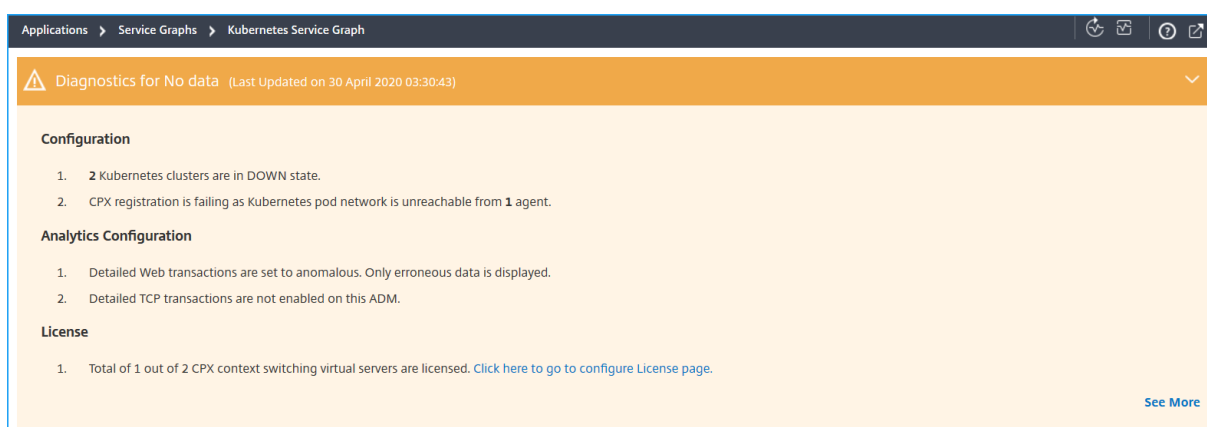 Applications > Service Graphs > Kubernetes Service Graph
Diagnostics for No data (Last Updated on 30 April 2020 03:30:43)
Configuration
1. 2 Kubernetes clusters are in DOWN state.
2. CPX registration is failing as Kubernetes pod network is unreachable from 1 agent.
Analytics Configuration
1. Detailed Web transactions are set to anomalous. Only erroneous data is displayed.
2. Detailed TCP transactions are not enabled on this ADM.
License
1. Total of 1 out of 2 CPX context switching virtual servers are licensed. Click here to go to configure License page.
See More